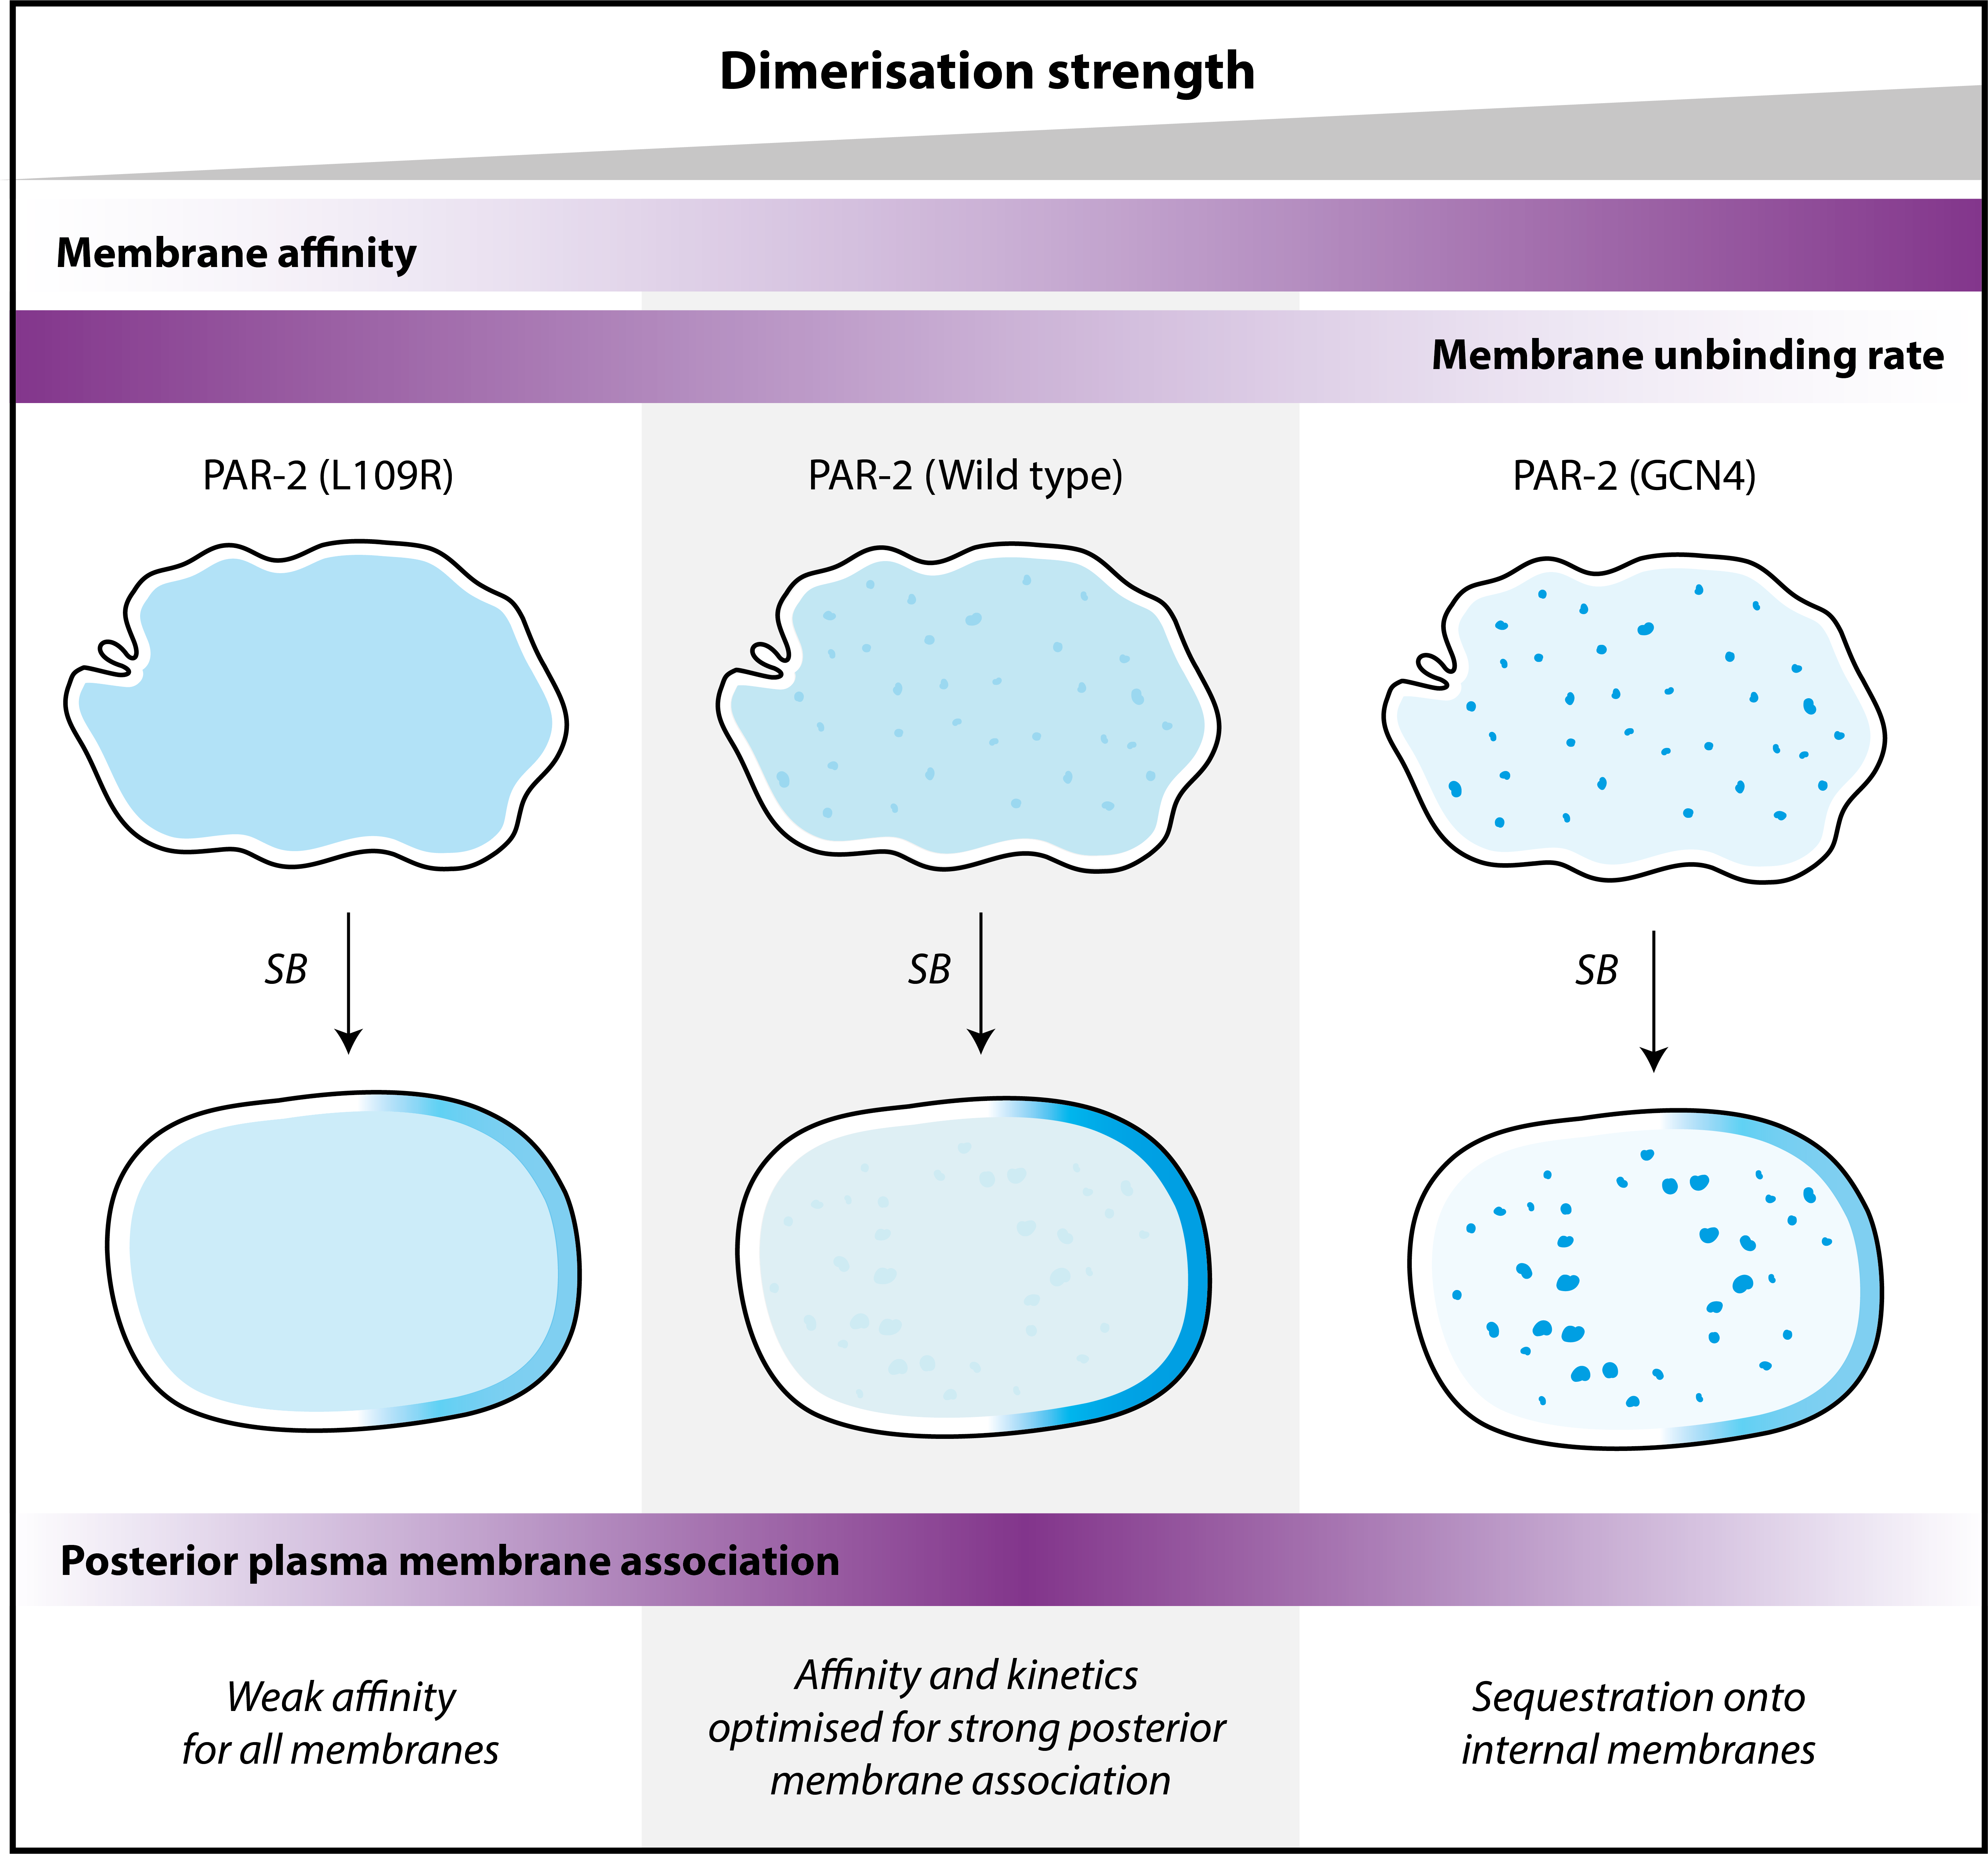 Dimerisation strength
Membrane affinity
Membrane unbinding rate
PAR-2 (L109R)
PAR-2 (Wild type)
PAR-2 (GCN4)
SB
SB
SB
Posterior plasma membrane association
Weak affinity
for all membranes
Affinity and kinetics
optimised for strong posterior
membrane association
Sequestration onto
internal membranes